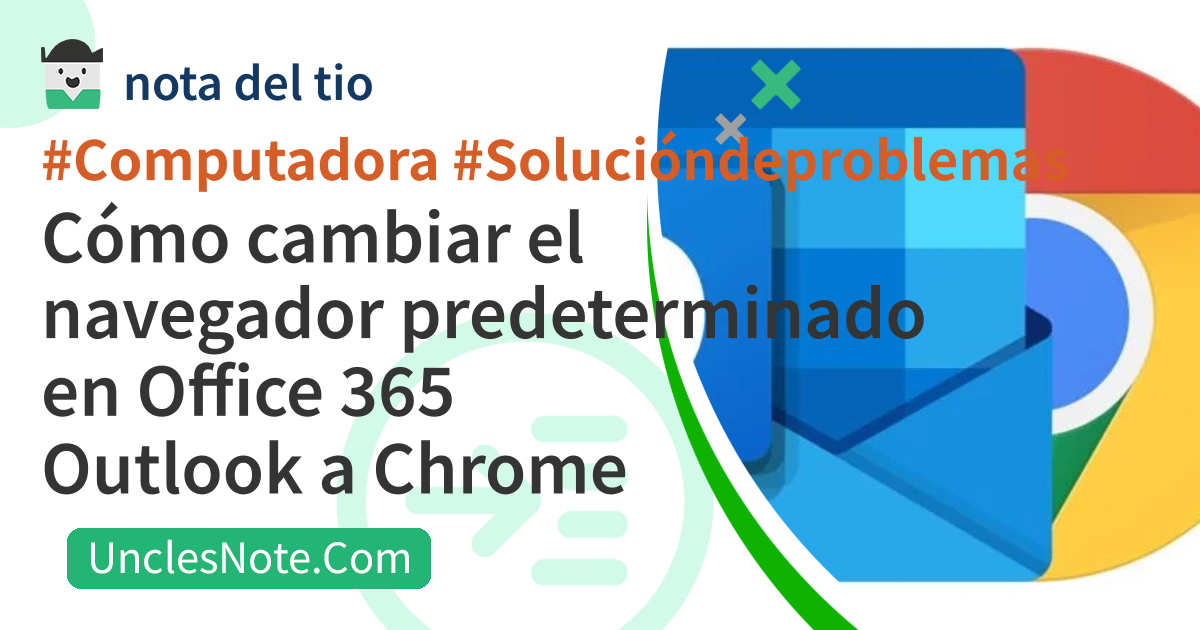 nota del tio
#Computadora #Solucióndeproblemas
Cómo cambiar el
navegador predeterminado
en Office 365
Outlook a Chrome
UnclesNote.Com